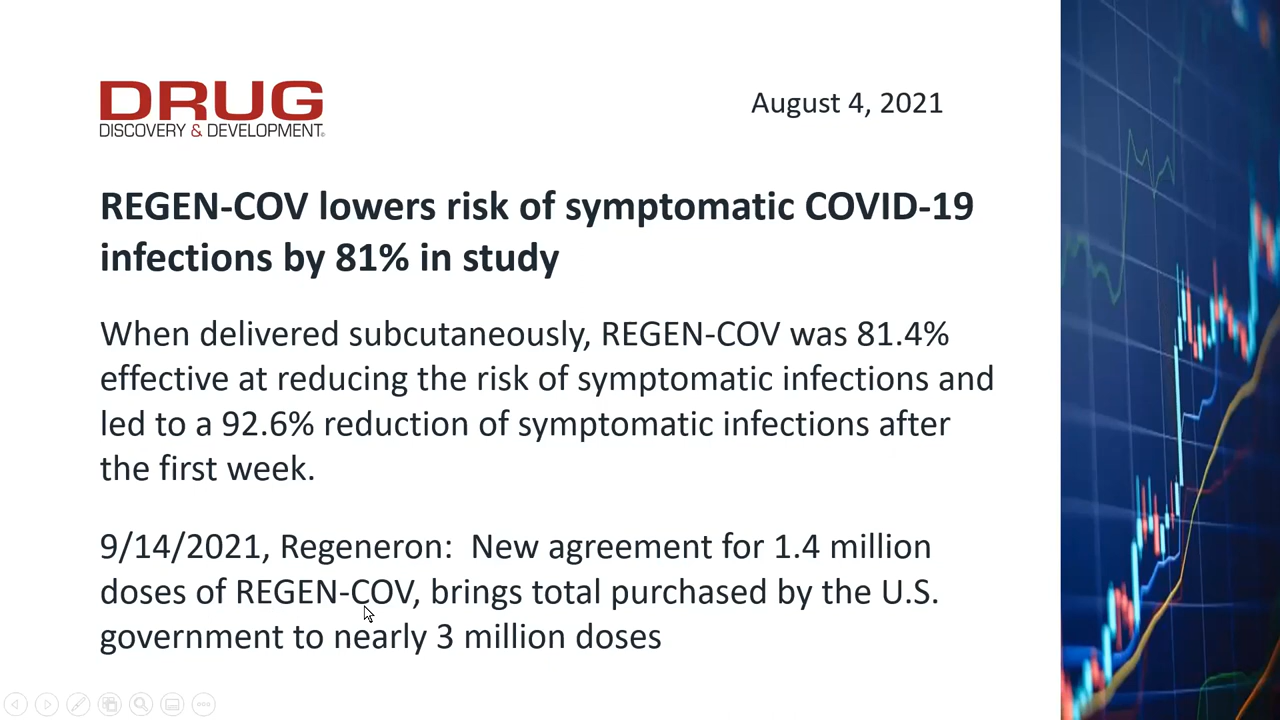 DRUG
DISCOVERY & DEVELOPMENT
August 4, 2021
REGEN-COV lowers risk of symptomatic COVID-19
infections by 81% in study
When delivered subcutaneously, REGEN-COV was 81.4%
effective at reducing the risk of symptomatic infections and
led to a 92.6% reduction of symptomatic infections after
the first week.
9/14/2021, Regeneron:  New agreement for 1.4 million
doses of REGEN-COV, brings total purchased by the U.S.
government to nearly 3 million doses